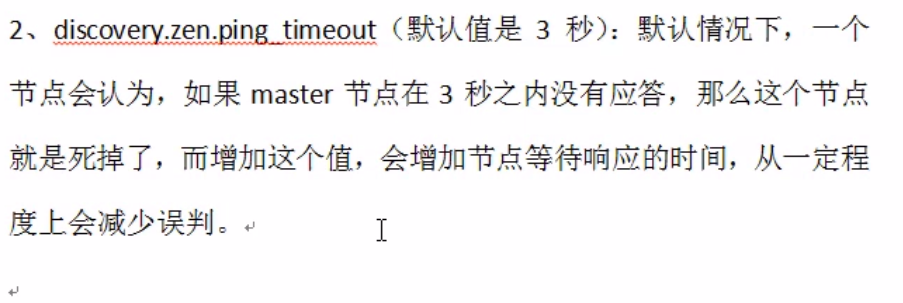 2、discovery.zen.ping_timeout（默认值是 3 秒）：默认情况下，一个
节点会认为，如果 master 节点在 3 秒之内没有应答，那么这个节点
就是死掉了，而增加这个值，会增加节点等待响应的时间，从一定程
度上会减少误判。